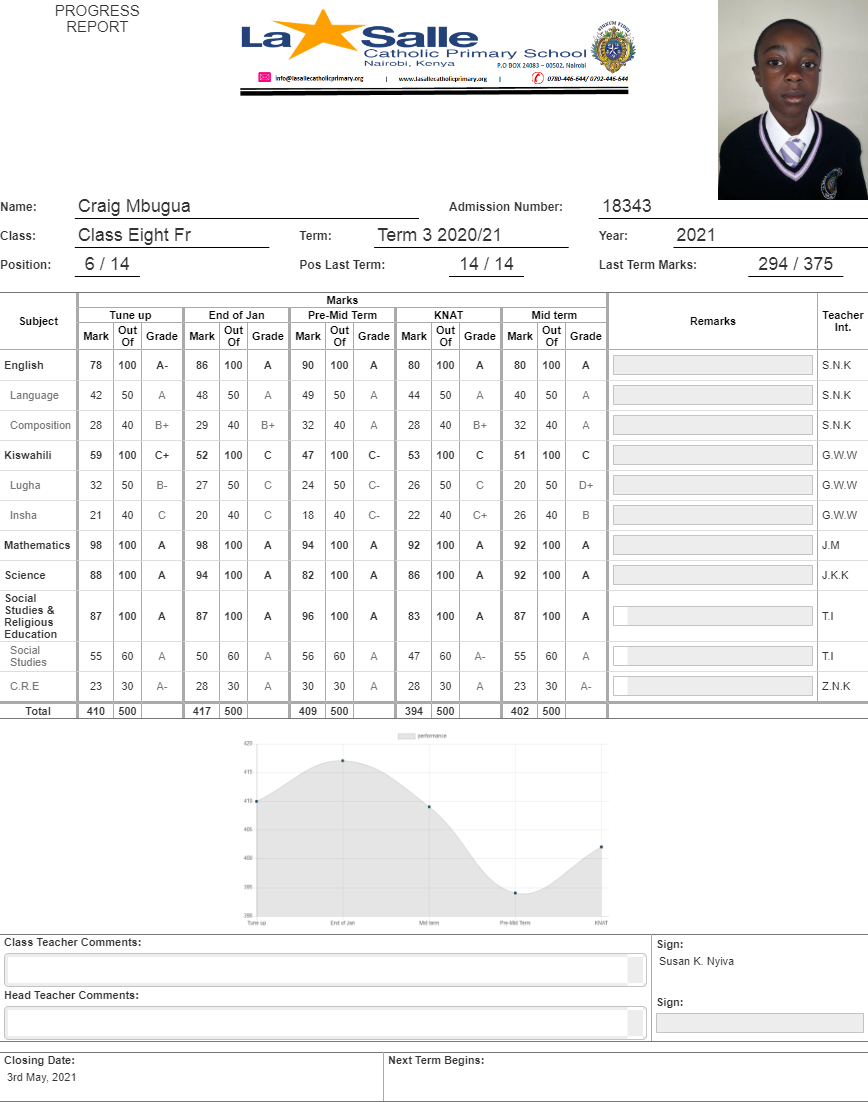 PROGRESS
REPORT
La Salle
Catholic Primary School
Nairobi, Kenya
P.O BOX 24083 – 00502, Nairobi
info@lasallecatholicprimary.org | www.lasallecatholicprimary.org | 0780-446-644/ 0792-446-644
Name: Craig Mbugua Admission Number: 18343
Class: Class Eight Fr Term: Term 3 2020/21 Year: 2021
Position: 6 / 14 Pos Last Term: 14 / 14 Last Term Marks: 294 / 375
Subject Marks Remarks Teacher Int.
Tune up End of Jan Pre-Mid Term KNAT Mid term
Mark Out Of Grade Mark Out Of Grade Mark Out Of Grade Mark Out Of Grade Mark Out Of Grade
English 78 100 A- 86 100 A 90 100 A 80 100 A 80 100 A S.N.K
Language 42 50 A 48 50 A 49 50 A 44 50 A 40 50 A S.N.K
Composition 28 40 B+ 29 40 B+ 32 40 A 28 40 B+ 32 40 A S.N.K
Kiswahili 59 100 C+ 52 100 C 47 100 C- 53 100 C 51 100 C G.W.W
Lugha 32 50 B- 27 50 C 24 50 C- 26 50 C 20 50 D+ G.W.W
Insha 21 40 C 20 40 C 18 40 C- 22 40 C+ 26 40 B G.W.W
Mathematics 98 100 A 98 100 A 94 100 A 92 100 A 92 100 A J.M
Science 88 100 A 94 100 A 82 100 A 86 100 A 92 100 A J.K.K
Social Studies & Religious Education 87 100 A 87 100 A 96 100 A 83 100 A 87 100 A T.I
Social Studies 55 60 A 50 60 A 56 60 A 47 60 A- 55 60 A T.I
C.R.E 23 30 A- 28 30 A 30 30 A 28 30 A 23 30 A- Z.N.K
Total 410 500 417 500 409 500 394 500 402 500
performance
420
415
410
405
400
395
390
Tune up End of Jan Mid term Pre-Mid Term KNAT
Class Teacher Comments: Sign:
Susan K. Nyiva
Head Teacher Comments: Sign:
Closing Date: Next Term Begins:
3rd May, 2021